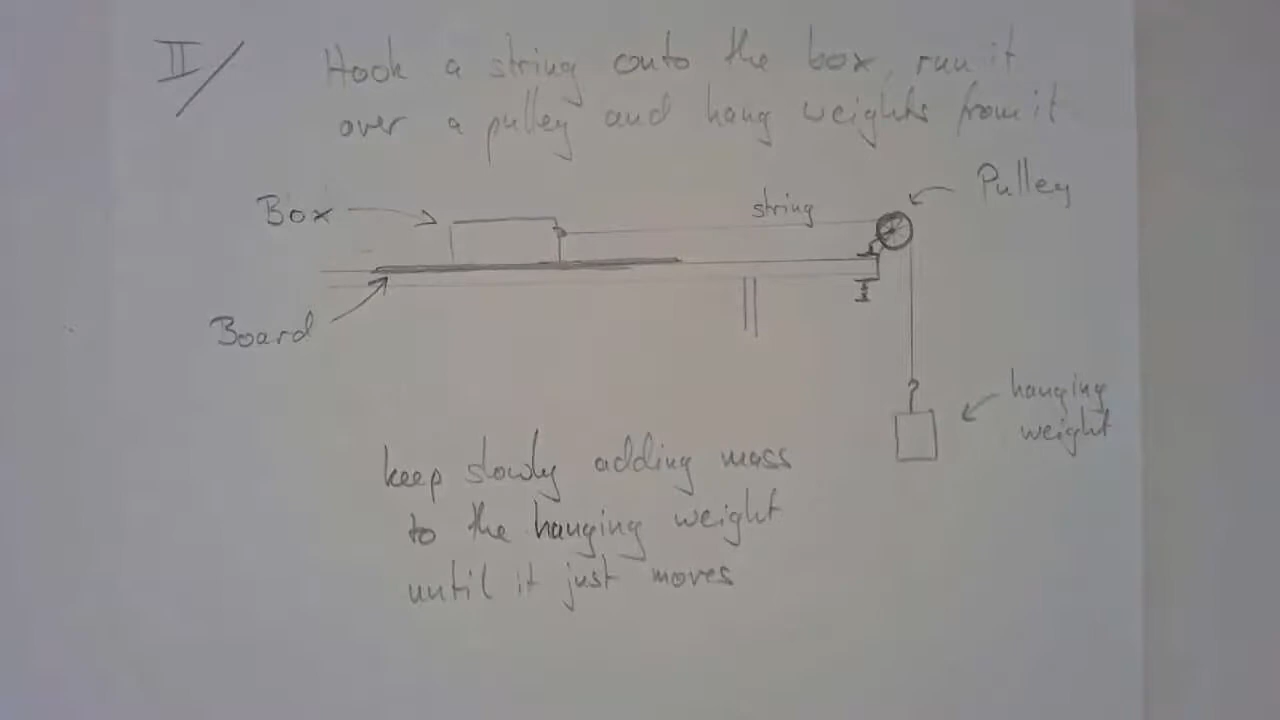 II/
Hook a string onto the box, run it
over a pulley and hang weights from it
Pulley
Box
string
Board
hanging
weight
keep slowly adding mass
to the hanging weight
until it just moves